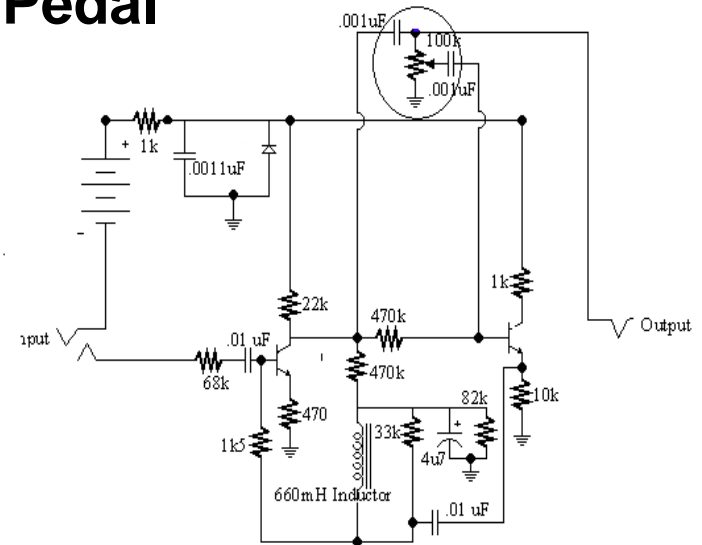 Pedal
.001uF
100k
.001uF
+
1k
.0011uF
-
22k
1k
470k
Output
.01 uF
68k
470k
82k
10k
470
33k
+
1k5
4u7
660mH Inductor
.01 uF